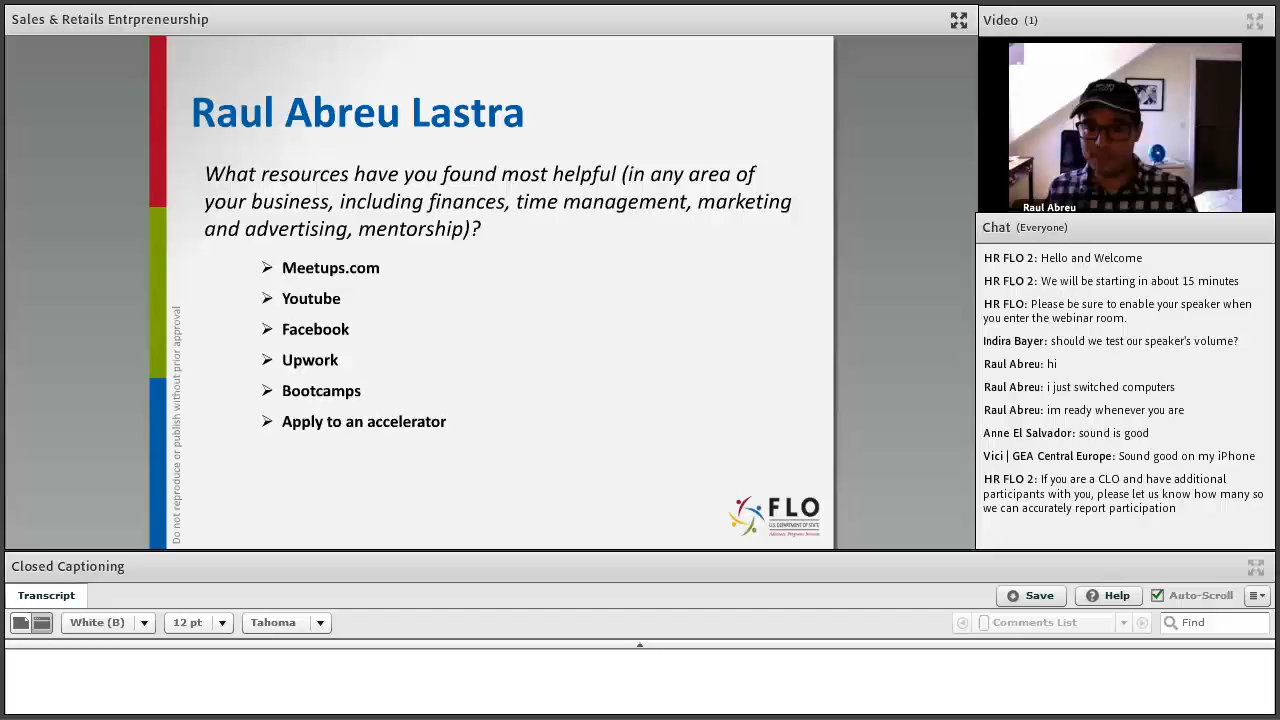 Sales & Retails Entrpreneurship
Raul Abreu Lastra
What resources have you found most helpful (in any area of
your business, including finances, time management, marketing
and advertising, mentorship)?
Meetups.com
Youtube
Facebook
Upwork
Bootcamps
Apply to an accelerator
Do not reproduce or publish without prior approval
FLO
U.S. DEPARTMENT OF STATE
Video (1)
Raul Abreu
Chat (Everyone)
HR FLO 2: Hello and Welcome
HR FLO 2: We will be starting in about 15 minutes
HR FLO: Please be sure to enable your speaker when
you enter the webinar room.
Indira Bayer: should we test our speaker's volume?
Raul Abreu: hi
Raul Abreu: i just switched computers
Raul Abreu: im ready whenever you are
Anne El Salvador: sound is good
Vici | GEA Central Europe: Sound good on my iPhone
HR FLO 2: If you are a CLO and have additional
participants with you, please let us know how many so
we can accurately report participation
Closed Captioning
Transcript
Save
Help
Auto-Scroll
White (B)
12 pt
Tahoma
Comments List
Find